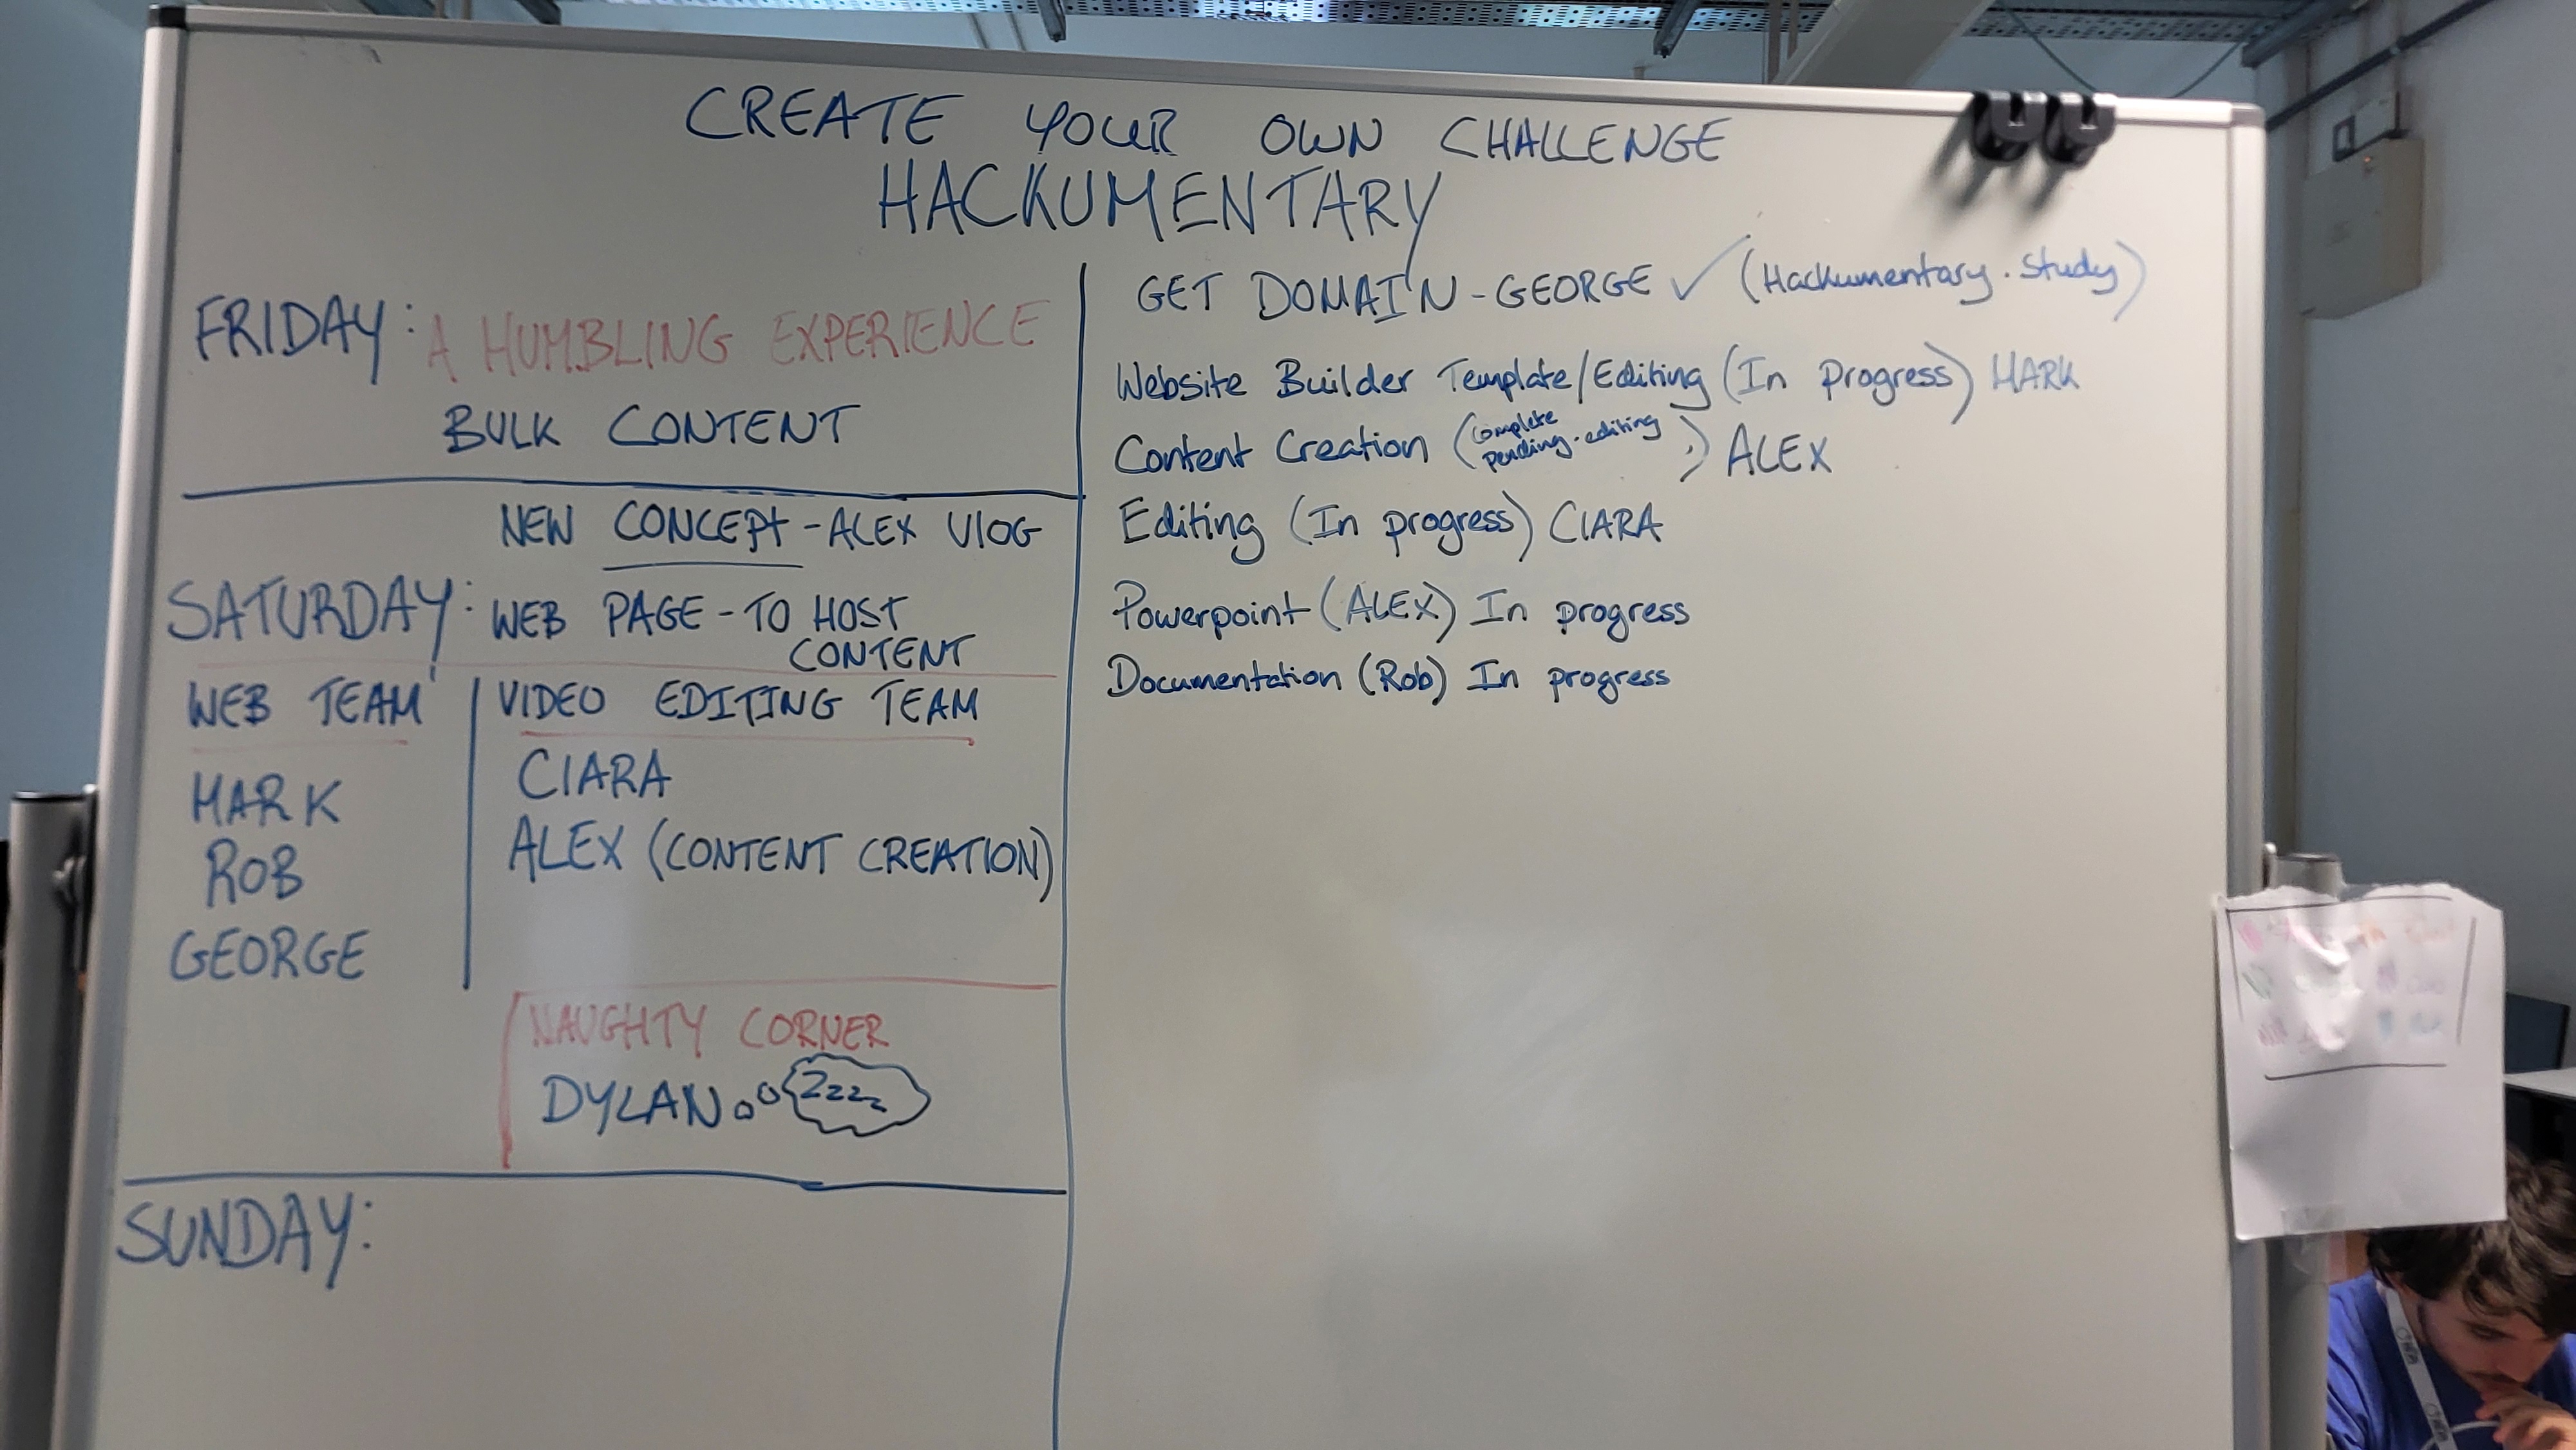 CREATE YOUR OWN CHALLENGE
HACKUMENTARY
FRIDAY: A HUMBLING EXPERIENCE
BULK CONTENT
NEW CONCEPT - ALEX VlOG
SATURDAY: WEB PAGE - TO HOST
CONTENT
WEB TEAM
MARK
ROB
GEORGE
VIDEO EDITING TEAM
CIARA
ALEX (CONTENT CREATION)
NAUGHTY CORNER
DYLAN Zzzz
SUNDAY:
GET DOMAIN - GEORGE ✓ (Hackumentary.Study)
Website Builder Template/Editing (In Progress) MARK
Content Creation (Complete pending-editing) ALEX
Editing (In progress) CIARA
Powerpoint (ALEX) In progress
Documentation (Rob) In progress